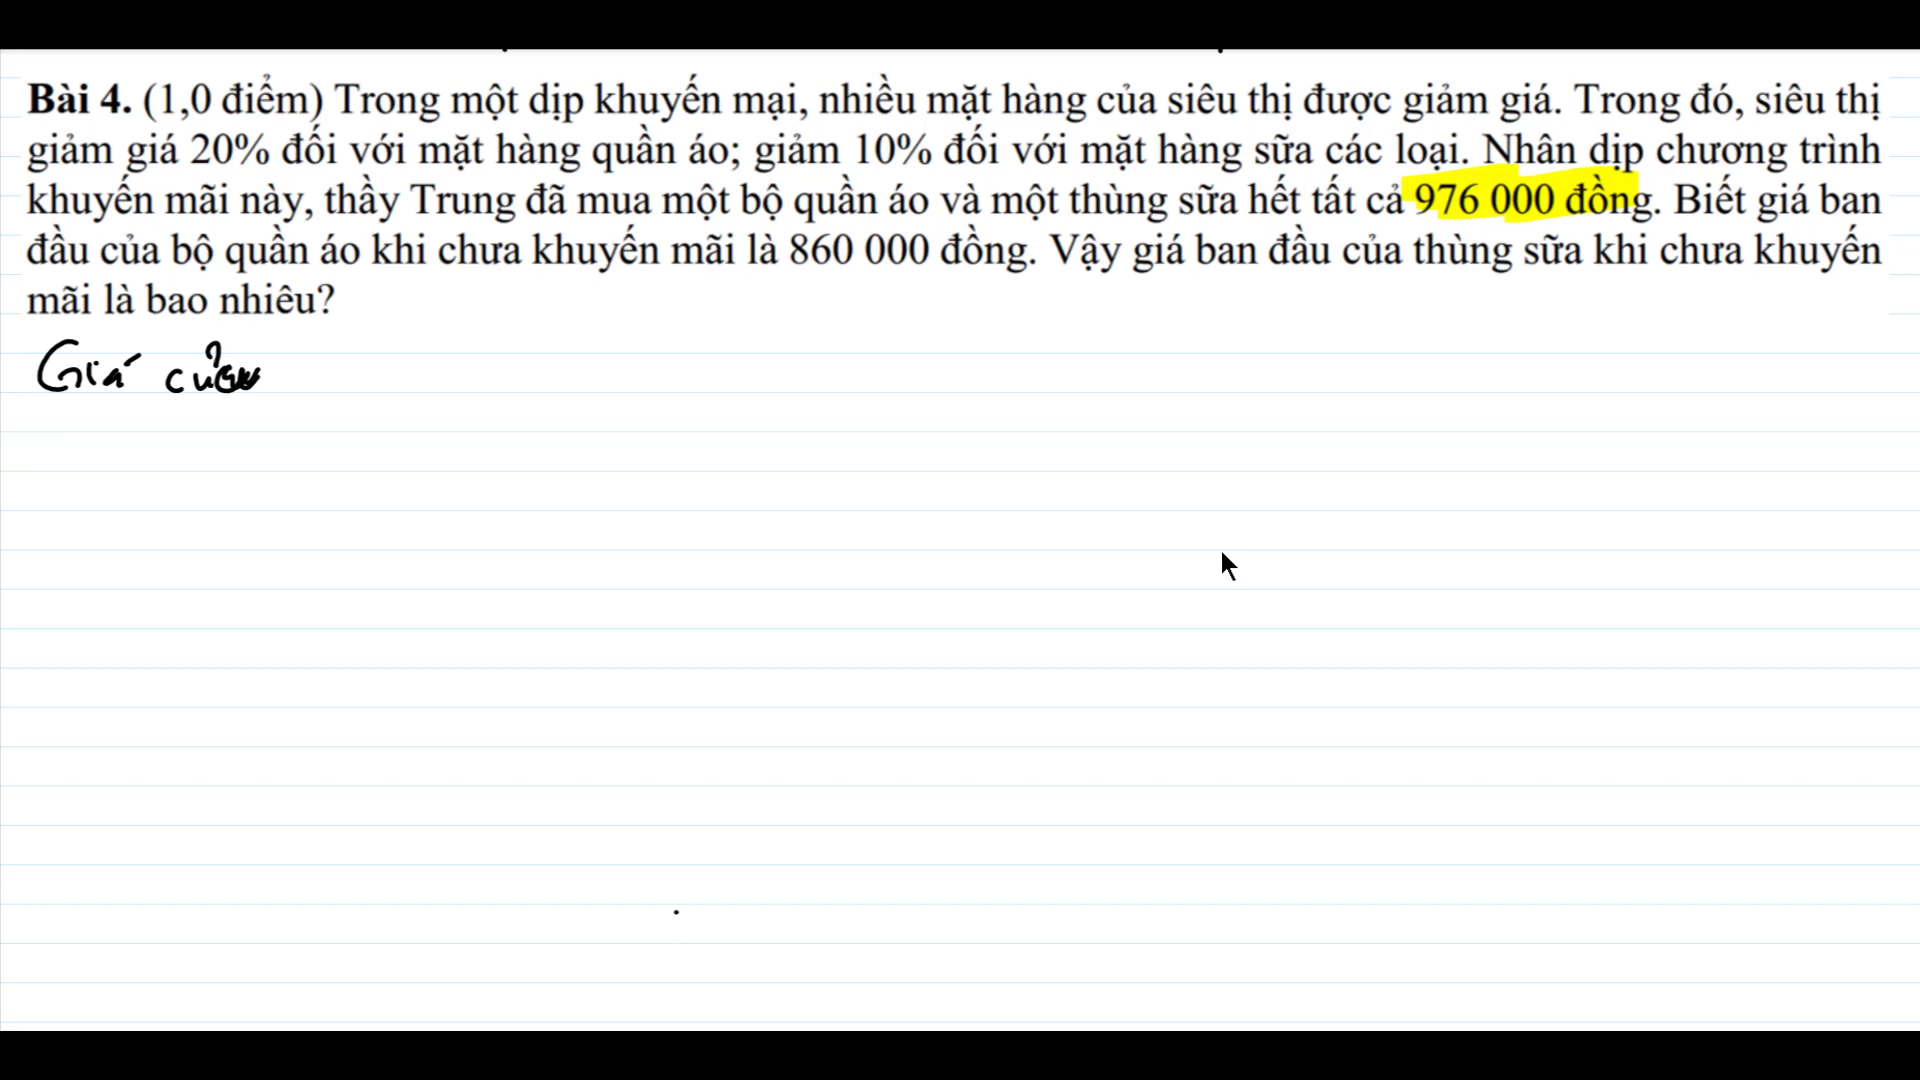 Bài 4. (1,0 điểm) Trong một dịp khuyến mại, nhiều mặt hàng của siêu thị được giảm giá. Trong đó, siêu thị
giảm giá 20% đối với mặt hàng quần áo; giảm 10% đối với mặt hàng sữa các loại. Nhân dịp chương trình
khuyến mãi này, thầy Trung đã mua một bộ quần áo và một thùng sữa hết tất cả 976 000 đồng. Biết giá ban
đầu của bộ quần áo khi chưa khuyến mãi là 860 000 đồng. Vậy giá ban đầu của thùng sữa khi chưa khuyến
mãi là bao nhiêu?
Giá của